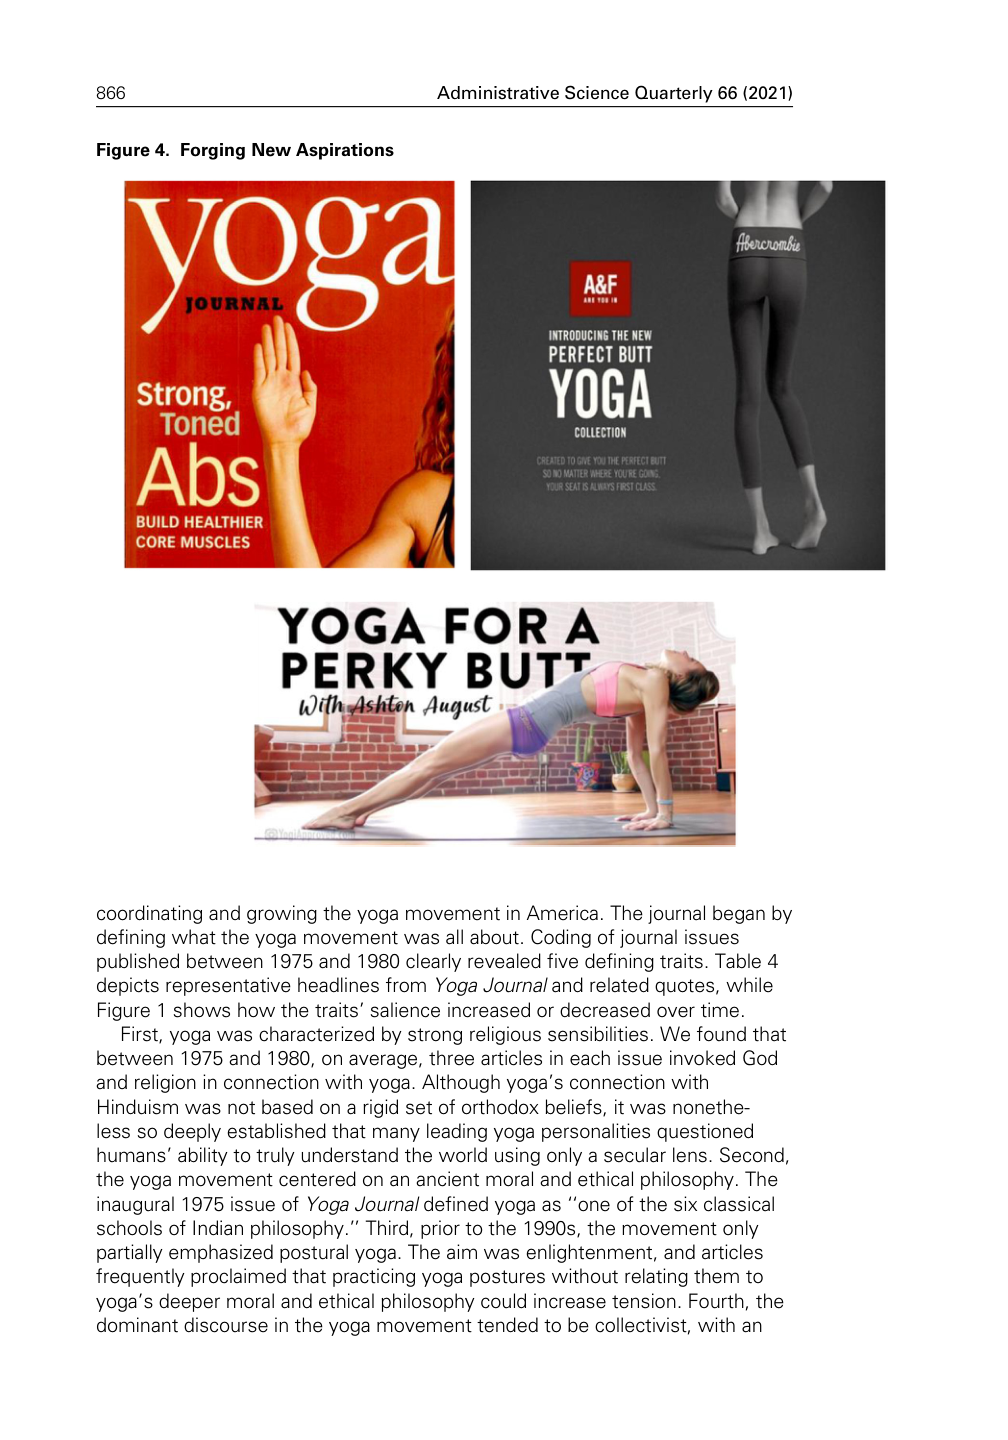 866
Administrative Science Quarterly 66 (2021)
Figure 4. Forging New Aspirations
yoga
JOURNAL
Strong,
Toned
Abs
BUILD HEALTHIER
CORE MUSCLES
Abercrombie
A&F
ARE YOU IN
INTRODUCING THE NEW
PERFECT BUTT
YOGA
COLLECTION
CREATED TO GIVE YOU THE PERFECT BUTT
SO NO MATTER WHERE YOU'RE GOING,
YOUR SEAT IS ALWAYS FIRST CLASS.
YOGA FOR A
PERKY BUTT
With Ashton August
coordinating and growing the yoga movement in America. The journal began by
defining what the yoga movement was all about. Coding of journal issues
published between 1975 and 1980 clearly revealed five defining traits. Table 4
depicts representative headlines from Yoga Journal and related quotes, while
Figure 1 shows how the traits' salience increased or decreased over time.
First, yoga was characterized by strong religious sensibilities. We found that
between 1975 and 1980, on average, three articles in each issue invoked God
and religion in connection with yoga. Although yoga's connection with
Hinduism was not based on a rigid set of orthodox beliefs, it was nonethe-
less so deeply established that many leading yoga personalities questioned
humans' ability to truly understand the world using only a secular lens. Second,
the yoga movement centered on an ancient moral and ethical philosophy. The
inaugural 1975 issue of Yoga Journal defined yoga as ''one of the six classical
schools of Indian philosophy.'' Third, prior to the 1990s, the movement only
partially emphasized postural yoga. The aim was enlightenment, and articles
frequently proclaimed that practicing yoga postures without relating them to
yoga's deeper moral and ethical philosophy could increase tension. Fourth, the
dominant discourse in the yoga movement tended to be collectivist, with an